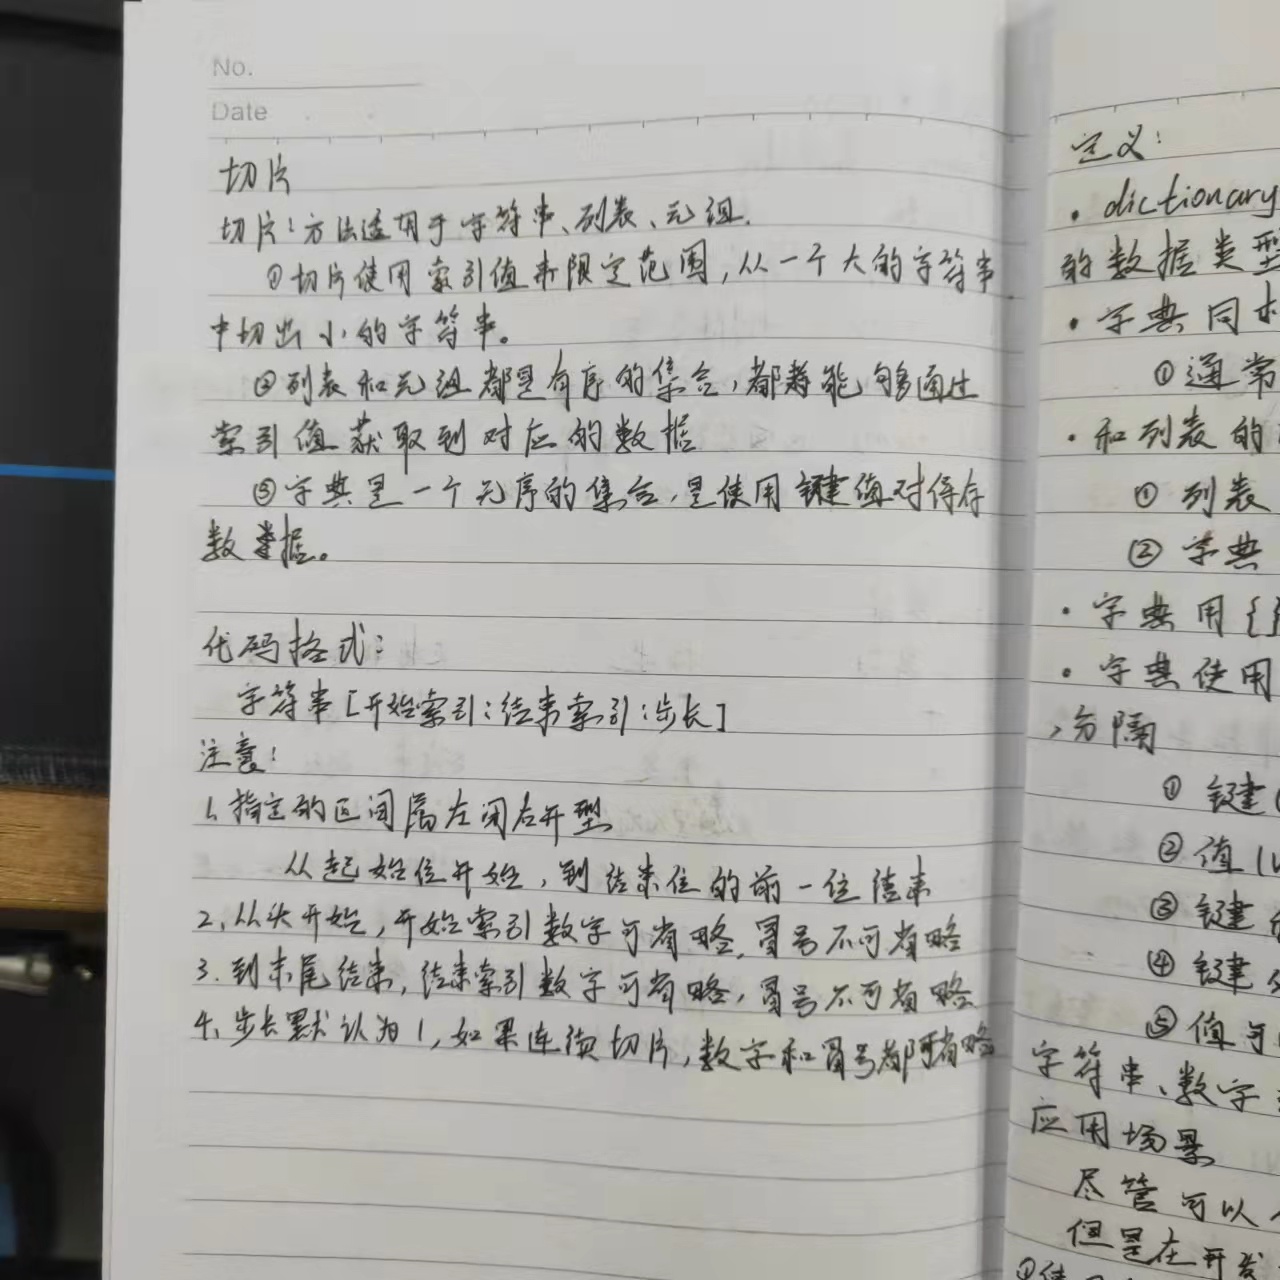 No.
Date
切片
切片:方法适用于字符串、列表、元组.
①切片使用索引值来限定范围,从一个大的字符串
中切出小的字符串。
②列表和元组都是有序的集合,都能够通过
索引值获取到对应的数据
③字典是一个无序的集合,是使用键值对保存
数据。
代码格式:
字符串[开始索引:结束索引:步长]
注意:
1.指定的区间属左闭右开型
从起始位开始,到结束位的前一位结束
2.从头开始,开始索引数字可省略,冒号不可省略
3.到末尾结束,结束索引数字可省略,冒号不可省略
4.步长默认为1,如果连续切片,数字和冒号都可省略
定义:
·dictionary
的数据类型
·字典同
①通常
·和列表的
①列表
②字典
·字典用{}
·字典使用
,分隔
①键(
②值(
③键
④键
⑤值可
字符串、数字
应用场景
尽管可以
但是在开发